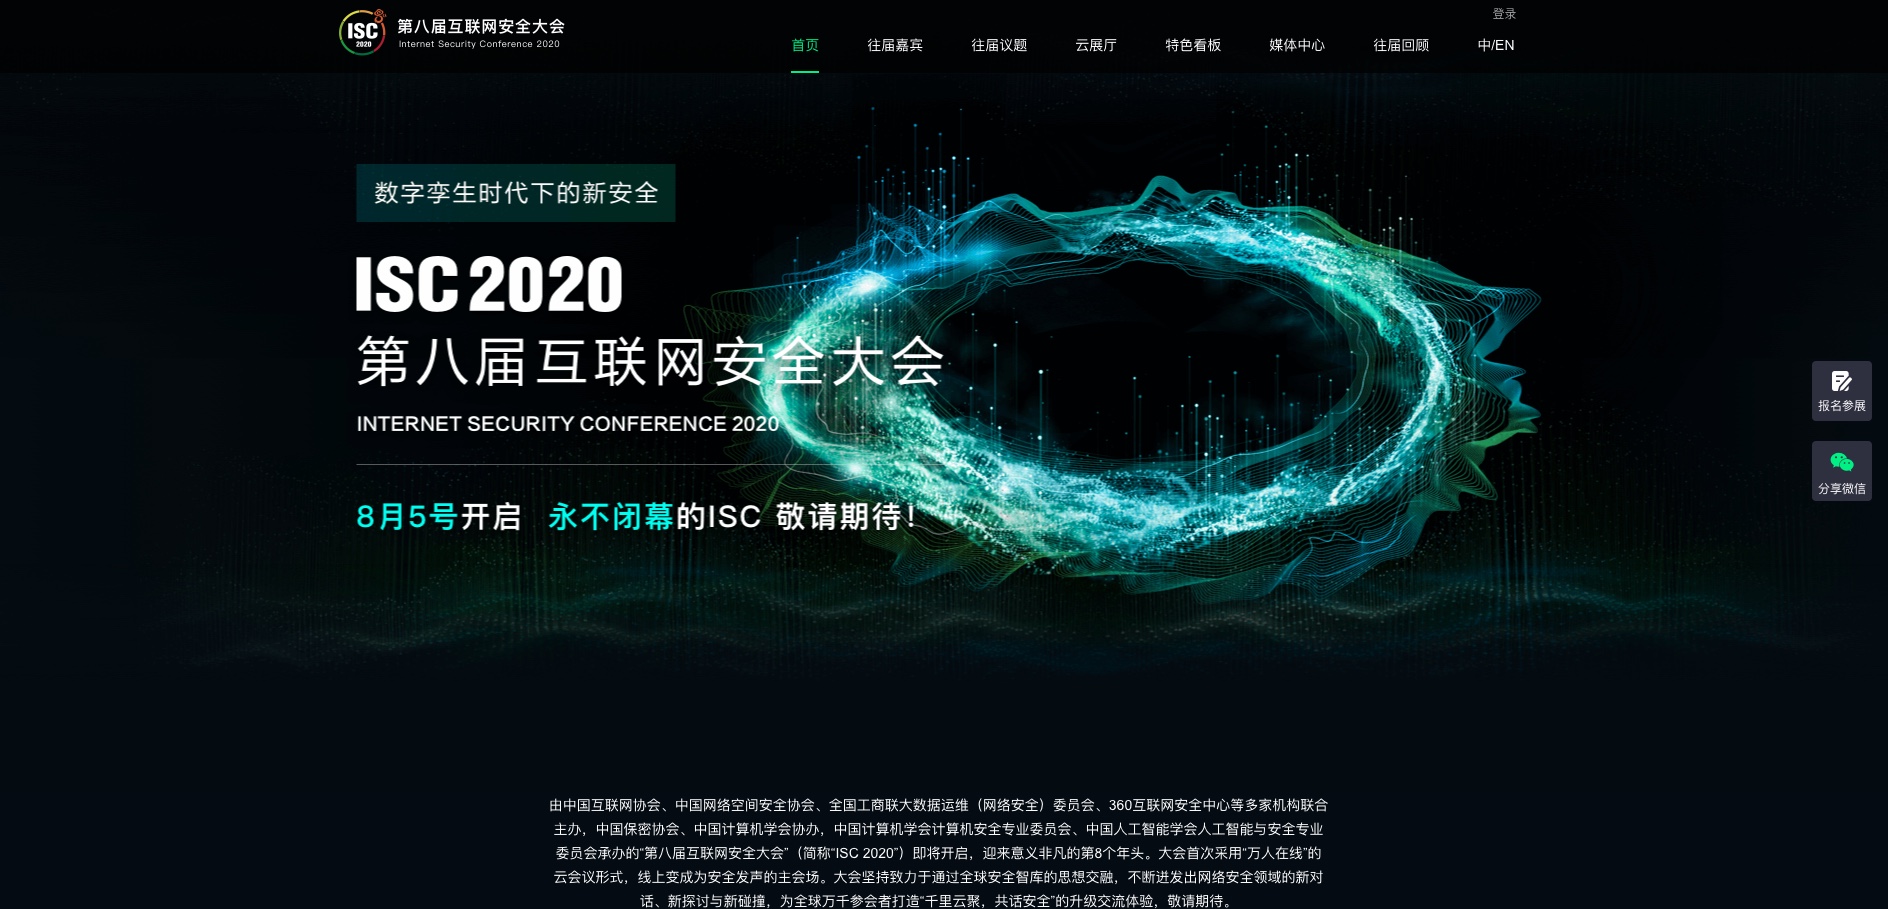 ISC
2020
第八届互联网安全大会
Internet Security Conference 2020
登录
首页
往届嘉宾
往届议题
云展厅
特色看板
媒体中心
往届回顾
中/EN
数字孪生时代下的新安全
ISC 2020
第八届互联网安全大会
INTERNET SECURITY CONFERENCE 2020
8月5号开启 永不闭幕的ISC 敬请期待！
报名参展
分享微信
由中国互联网协会、中国网络空间安全协会、全国工商联大数据运维（网络安全）委员会、360互联网安全中心等多家机构联合
主办，中国保密协会、中国计算机学会协办，中国计算机学会计算机安全专业委员会、中国人工智能学会人工智能与安全专业
委员会承办的“第八届互联网安全大会”（简称“ISC 2020”）即将开启，迎来意义非凡的第8个年头。大会首次采用“万人在线”的
云会议形式，线上变成为安全发声的主会场。大会坚持致力于通过全球安全智库的思想交融，不断迸发出网络安全领域的新对
话、新探讨与新碰撞，为全球万千参会者打造“千里云聚，共话安全”的升级交流体验，敬请期待。